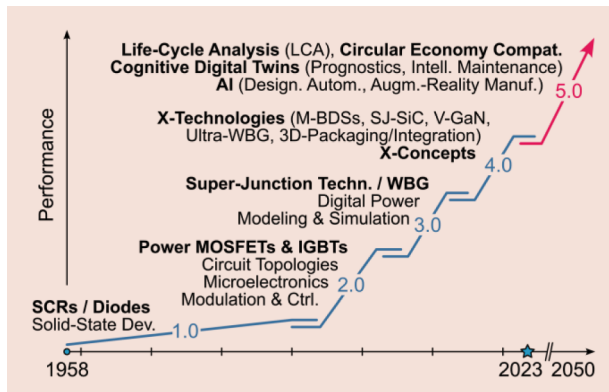 Life-Cycle Analysis (LCA), Circular Economy Compat.
Cognitive Digital Twins (Prognostics, Intell. Maintenance)
AI (Design. Autom., Augm.-Reality Manuf.)
5.0
X-Technologies (M-BDSs, SJ-SiC, V-GaN,
Ultra-WBG, 3D-Packaging/Integration)
X-Concepts
4.0
Performance
Super-Junction Techn. / WBG
Digital Power
Modeling & Simulation
3.0
Power MOSFETs & IGBTs
Circuit Topologies
Microelectronics
Modulation & Ctrl.
2.0
SCRs / Diodes
Solid-State Dev.
1.0
1958
2023
2050